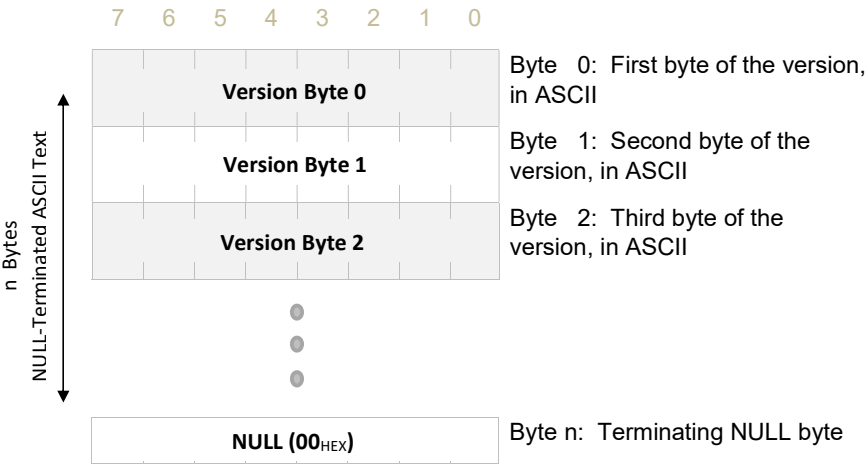 7 6 5 4 3 2 1 0
Version Byte 0
Byte 0: First byte of the version,
in ASCII
Version Byte 1
Byte 1: Second byte of the
version, in ASCII
Version Byte 2
Byte 2: Third byte of the
version, in ASCII
n Bytes
NULL-Terminated ASCII Text
NULL (00HEX)
Byte n: Terminating NULL byte